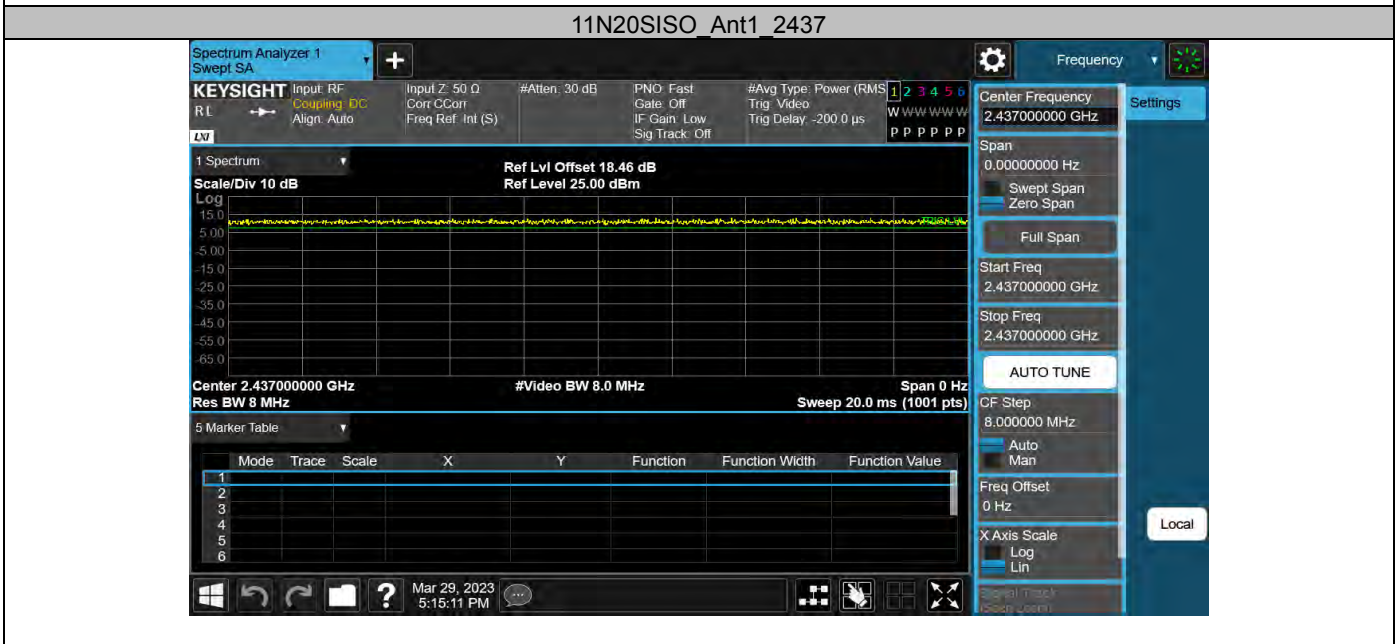 11N20SISO_Ant1_2437
Spectrum Analyzer 1
Swept SA
+
Frequency
KEYSIGHT
RL
LXI
Input: RF
Coupling: DC
Align: Auto
Input Z: 50 Ω
Corr CCorr
Freq Ref: Int (S)
#Atten: 30 dB
PNO: Fast
Gate: Off
IF Gain: Low
Sig Track: Off
#Avg Type: Power (RMS
Trig: Video
Trig Delay: -200.0 µs
1 2 3 4 5 6
W W W W W W
P P P P P P
Center Frequency
2.437000000 GHz
Settings
Span
0.00000000 Hz
Swept Span
Zero Span
Full Span
Start Freq
2.437000000 GHz
Stop Freq
2.437000000 GHz
AUTO TUNE
CF Step
8.000000 MHz
Auto
Man
Freq Offset
0 Hz
X Axis Scale
Log
Lin
Local
1 Spectrum
Scale/Div 10 dB
Log
Ref Lvl Offset 18.46 dB
Ref Level 25.00 dBm
15.0
5.00
-5.00
-15.0
-25.0
-35.0
-45.0
-55.0
-65.0
Center 2.437000000 GHz
#Video BW 8.0 MHz
Span 0 Hz
Res BW 8 MHz
Sweep 20.0 ms (1001 pts)
5 Marker Table
Mode Trace Scale X Y Function Function Width Function Value
1
2
3
4
5
6
?
Mar 29, 2023
5:15:11 PM